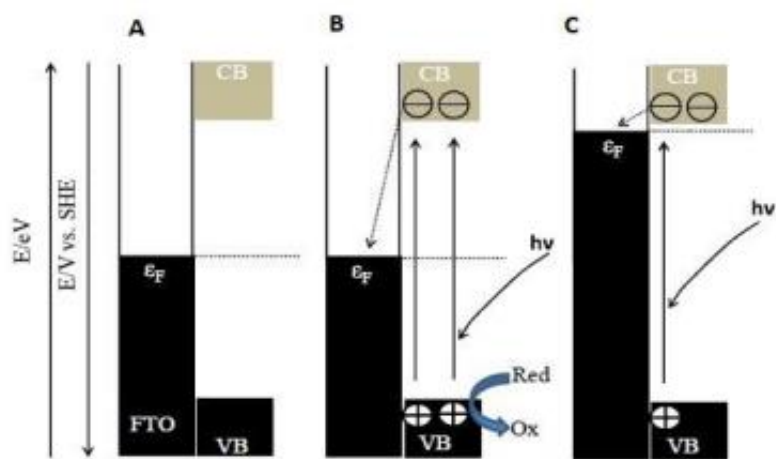 A
B
C
CB
CB
CB
E/eV
E/V vs. SHE
εF
εF
εF
hν
hν
FTO
VB
VB
VB
Red
Ox